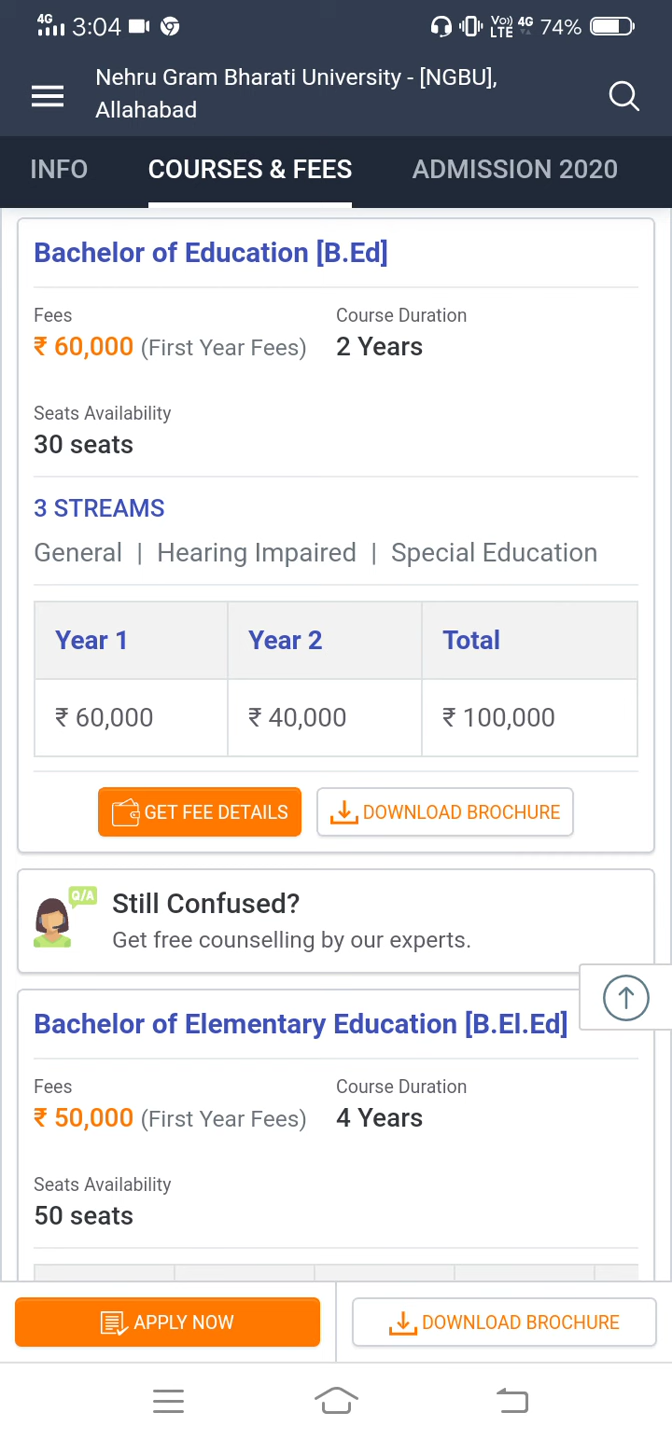 4G 3:04 Vo)) LTE 4G 74%
Nehru Gram Bharati University - [NGBU],
Allahabad
INFO COURSES & FEES ADMISSION 2020
Bachelor of Education [B.Ed]
Fees Course Duration
₹ 60,000 (First Year Fees) 2 Years
Seats Availability
30 seats
3 STREAMS
General | Hearing Impaired | Special Education
Year 1 Year 2 Total
₹ 60,000 ₹ 40,000 ₹ 100,000
GET FEE DETAILS DOWNLOAD BROCHURE
Q/A
Still Confused?
Get free counselling by our experts.
Bachelor of Elementary Education [B.El.Ed]
Fees Course Duration
₹ 50,000 (First Year Fees) 4 Years
Seats Availability
50 seats
APPLY NOW DOWNLOAD BROCHURE